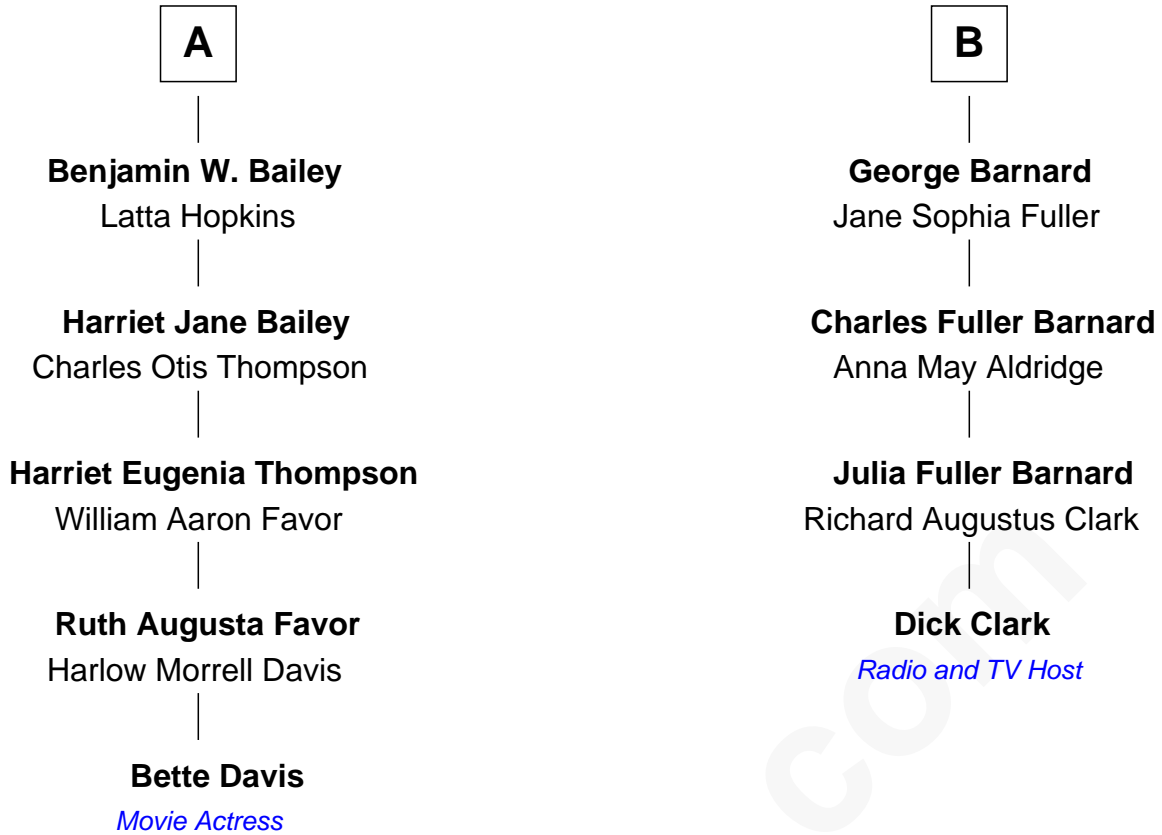 A
Benjamin W. Bailey
Latta Hopkins
Harriet Jane Bailey
Charles Otis Thompson
Harriet Eugenia Thompson
William Aaron Favor
Ruth Augusta Favor
Harlow Morrell Davis
Bette Davis
Movie Actress
B
George Barnard
Jane Sophia Fuller
Charles Fuller Barnard
Anna May Aldridge
Julia Fuller Barnard
Richard Augustus Clark
Dick Clark
Radio and TV Host
com